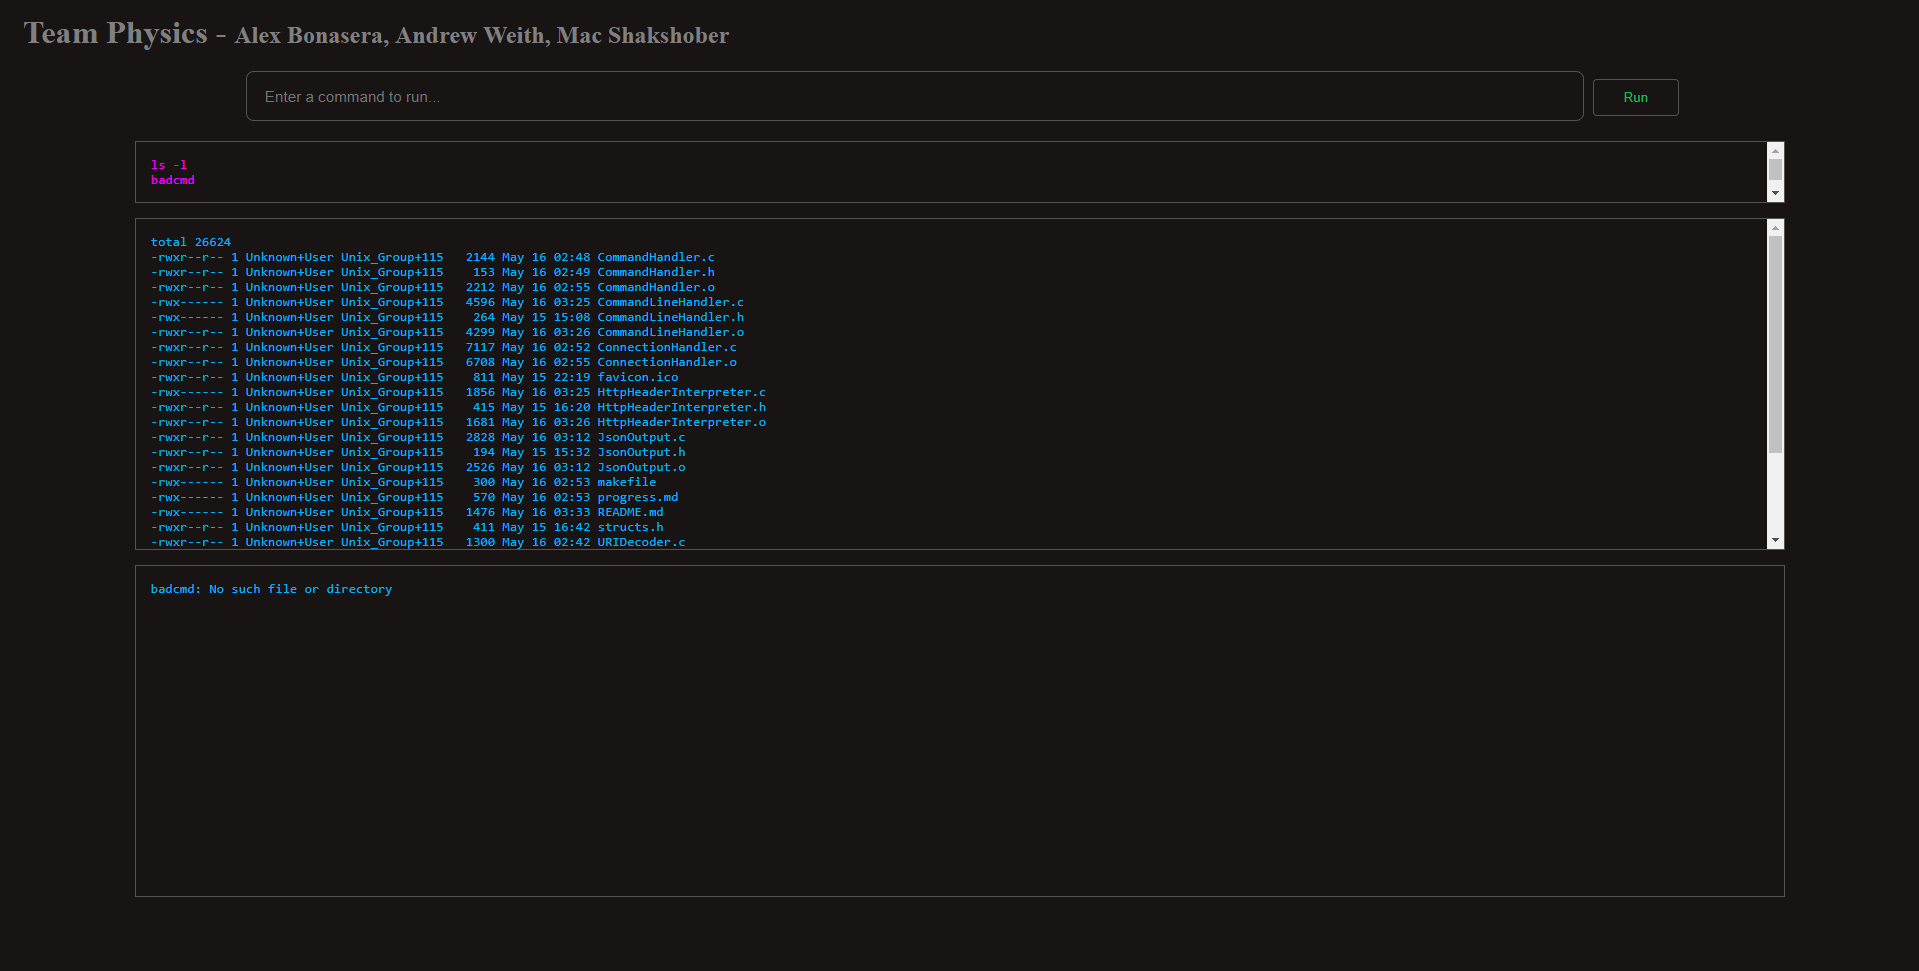 Team Physics - Alex Bonasera, Andrew Weith, Mac Shakshober
Enter a command to run...
Run
ls -l
badcmd
total 26624
-rwxr--r-- 1 Unknown+User Unix_Group+115   2144 May 16 02:48 CommandHandler.c
-rwxr--r-- 1 Unknown+User Unix_Group+115    153 May 16 02:49 CommandHandler.h
-rwxr--r-- 1 Unknown+User Unix_Group+115   2212 May 16 02:55 CommandHandler.o
-rwx------ 1 Unknown+User Unix_Group+115   4596 May 16 03:25 CommandLineHandler.c
-rwx------ 1 Unknown+User Unix_Group+115    264 May 15 15:08 CommandLineHandler.h
-rwxr--r-- 1 Unknown+User Unix_Group+115   4299 May 16 03:26 CommandLineHandler.o
-rwxr--r-- 1 Unknown+User Unix_Group+115   7117 May 16 02:52 ConnectionHandler.c
-rwxr--r-- 1 Unknown+User Unix_Group+115   6708 May 16 02:55 ConnectionHandler.o
-rwxr--r-- 1 Unknown+User Unix_Group+115    811 May 15 22:19 favicon.ico
-rwx------ 1 Unknown+User Unix_Group+115   1856 May 16 03:25 HttpHeaderInterpreter.c
-rwxr--r-- 1 Unknown+User Unix_Group+115    415 May 15 16:20 HttpHeaderInterpreter.h
-rwxr--r-- 1 Unknown+User Unix_Group+115   1681 May 16 03:26 HttpHeaderInterpreter.o
-rwxr--r-- 1 Unknown+User Unix_Group+115   2828 May 16 03:12 JsonOutput.c
-rwxr--r-- 1 Unknown+User Unix_Group+115    194 May 15 15:32 JsonOutput.h
-rwxr--r-- 1 Unknown+User Unix_Group+115   2526 May 16 03:12 JsonOutput.o
-rwx------ 1 Unknown+User Unix_Group+115    300 May 16 02:53 makefile
-rwx------ 1 Unknown+User Unix_Group+115    570 May 16 02:53 progress.md
-rwx------ 1 Unknown+User Unix_Group+115   1476 May 16 03:33 README.md
-rwxr--r-- 1 Unknown+User Unix_Group+115    411 May 15 16:42 structs.h
-rwxr--r-- 1 Unknown+User Unix_Group+115   1300 May 16 02:42 URIDecoder.c
badcmd: No such file or directory